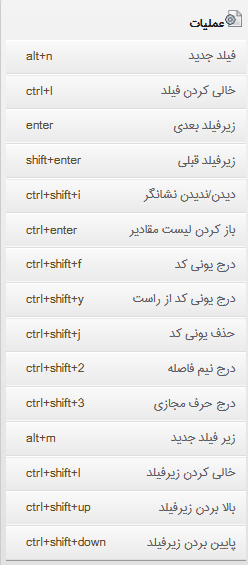 عملیات
فیلد جدید alt+n
خالی کردن فیلد ctrl+l
زیرفیلد بعدی enter
زیرفیلد قبلی shift+enter
دیدن/ندیدن نشانگر ctrl+shift+i
باز کردن لیست مقادیر ctrl+enter
درج یونی کد ctrl+shift+f
درج یونی کد از راست ctrl+shift+y
حذف یونی کد ctrl+shift+j
درج نیم فاصله ctrl+shift+2
درج حرف مجازی ctrl+shift+3
زیر فیلد جدید alt+m
خالی کردن زیرفیلد ctrl+shift+l
بالا بردن زیرفیلد ctrl+shift+up
پایین بردن زیرفیلد ctrl+shift+down